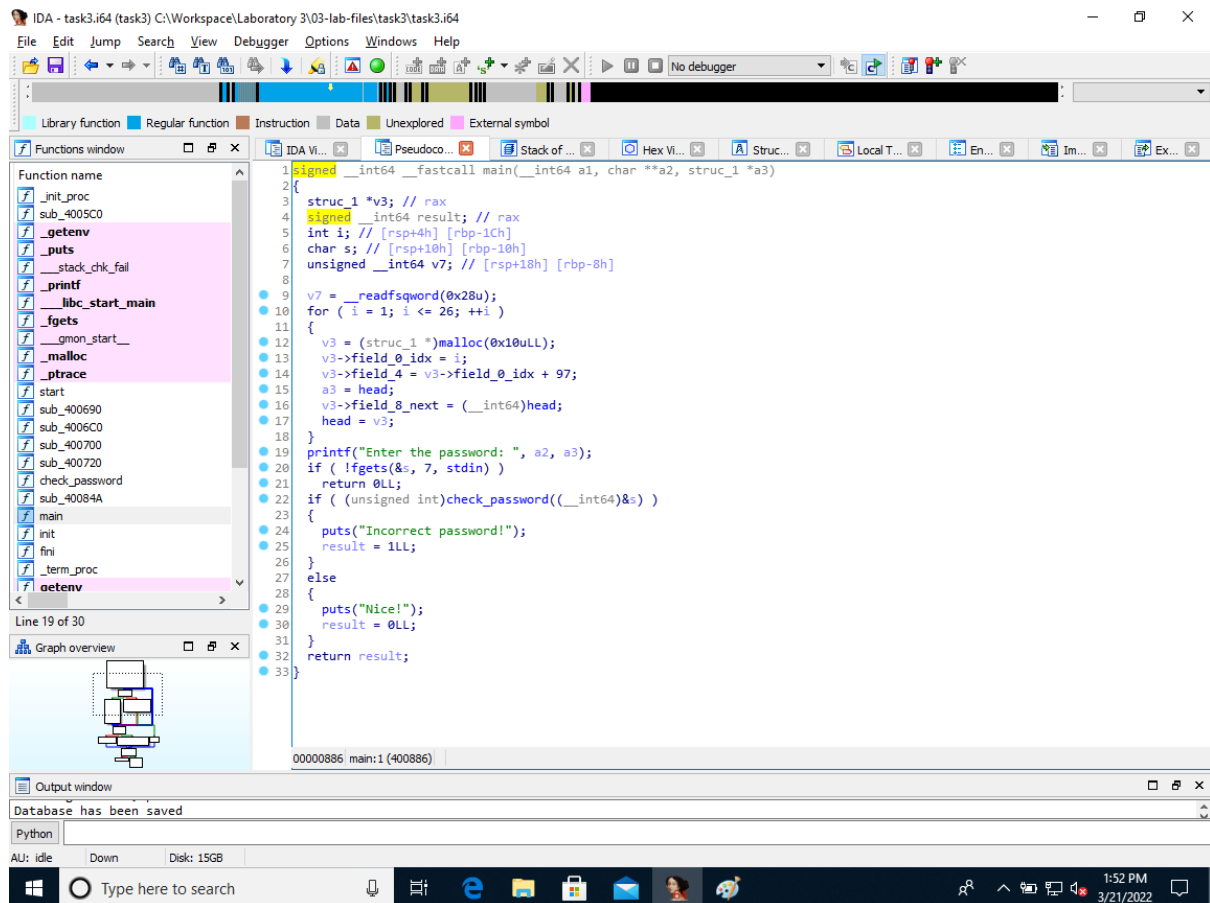 IDA - task3.i64 (task3) C:\Workspace\Laboratory 3\03-lab-files\task3\task3.i64
File Edit Jump Search View Debugger Options Windows Help
No debugger
Library function Regular function Instruction Data Unexplored External symbol
Functions window
IDA Vi... Pseudoco... Stack of ... Hex Vi... Struc... Local T... En... Im... Ex...
Function name
_init_proc
sub_4005C0
_getenv
_puts
___stack_chk_fail
_printf
___libc_start_main
_fgets
__gmon_start__
_malloc
_ptrace
start
sub_400690
sub_4006C0
sub_400700
sub_400720
check_password
sub_40084A
main
init
fini
_term_proc
getenv
Line 19 of 30
Graph overview
1 signed __int64 __fastcall main(__int64 a1, char **a2, struc_1 *a3)
2 {
3 struc_1 *v3; // rax
4 signed __int64 result; // rax
5 int i; // [rsp+4h] [rbp-1Ch]
6 char s; // [rsp+10h] [rbp-10h]
7 unsigned __int64 v7; // [rsp+18h] [rbp-8h]
8
9 v7 = __readfsqword(0x28u);
10 for ( i = 1; i <= 26; ++i )
11 {
12 v3 = (struc_1 *)malloc(0x10uLL);
13 v3->field_0_idx = i;
14 v3->field_4 = v3->field_0_idx + 97;
15 a3 = head;
16 v3->field_8_next = (__int64)head;
17 head = v3;
18 }
19 printf("Enter the password: ", a2, a3);
20 if ( !fgets(&s, 7, stdin) )
21 return 0LL;
22 if ( (unsigned int)check_password((__int64)&s) )
23 {
24 puts("Incorrect password!");
25 result = 1LL;
26 }
27 else
28 {
29 puts("Nice!");
30 result = 0LL;
31 }
32 return result;
33 }
00000886 main:1 (400886)
Output window
Database has been saved
Python
AU: idle Down Disk: 15GB
Type here to search
1:52 PM
3/21/2022